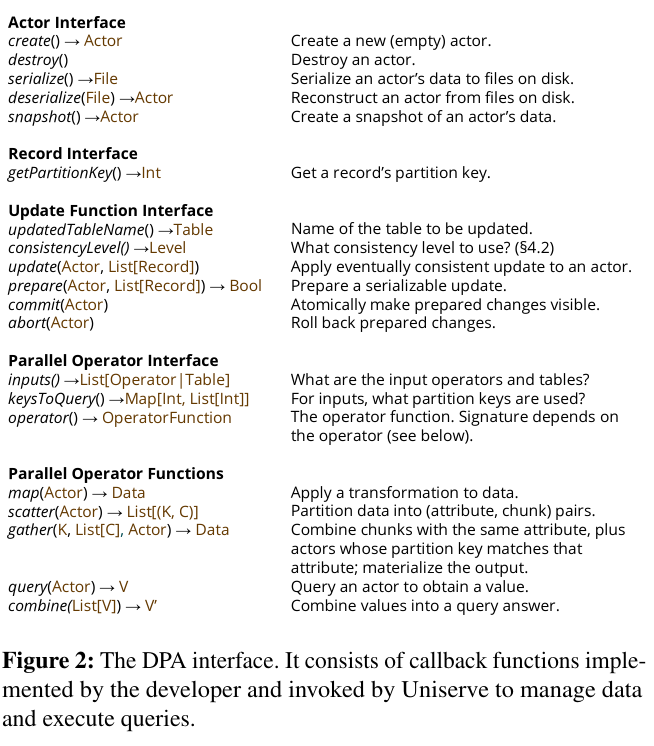 Actor Interface
create() → Actor Create a new (empty) actor.
destroy() Destroy an actor.
serialize() →File Serialize an actor’s data to files on disk.
deserialize(File) →Actor Reconstruct an actor from files on disk.
snapshot() →Actor Create a snapshot of an actor’s data.
Record Interface
getPartitionKey() →Int Get a record’s partition key.
Update Function Interface
updatedTableName() →Table Name of the table to be updated.
consistencyLevel() →Level What consistency level to use? (§4.2)
update(Actor, List[Record]) Apply eventually consistent update to an actor.
prepare(Actor, List[Record]) → Bool Prepare a serializable update.
commit(Actor) Atomically make prepared changes visible.
abort(Actor) Roll back prepared changes.
Parallel Operator Interface
inputs() →List[Operator|Table] What are the input operators and tables?
keysToQuery() →Map[Int, List[Int]] For inputs, what partition keys are used?
operator() → OperatorFunction The operator function. Signature depends on
the operator (see below).
Parallel Operator Functions
map(Actor) → Data Apply a transformation to data.
scatter(Actor) → List[(K, C)] Partition data into (attribute, chunk) pairs.
gather(K, List[C], Actor) → Data Combine chunks with the same attribute, plus
actors whose partition key matches that
attribute; materialize the output.
query(Actor) → V Query an actor to obtain a value.
combine(List[V]) → V’ Combine values into a query answer.
Figure 2: The DPA interface. It consists of callback functions imple-
mented by the developer and invoked by Uniserve to manage data
and execute queries.